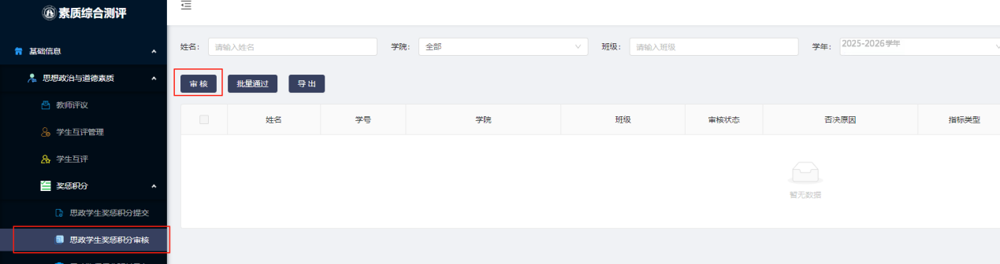 素质综合测评
基础信息
姓名: 请输入姓名 学院: 全部 班级: 请输入班级 学年: 2025-2026学年
思想政治与道德素质
审 核 批量通过 导 出
教师评议
姓名 学号 学院 班级 审核状态 否决原因 指标类型
学生互评管理
学生互评
奖惩积分
暂无数据
思政学生奖惩积分提交
思政学生奖惩积分审核